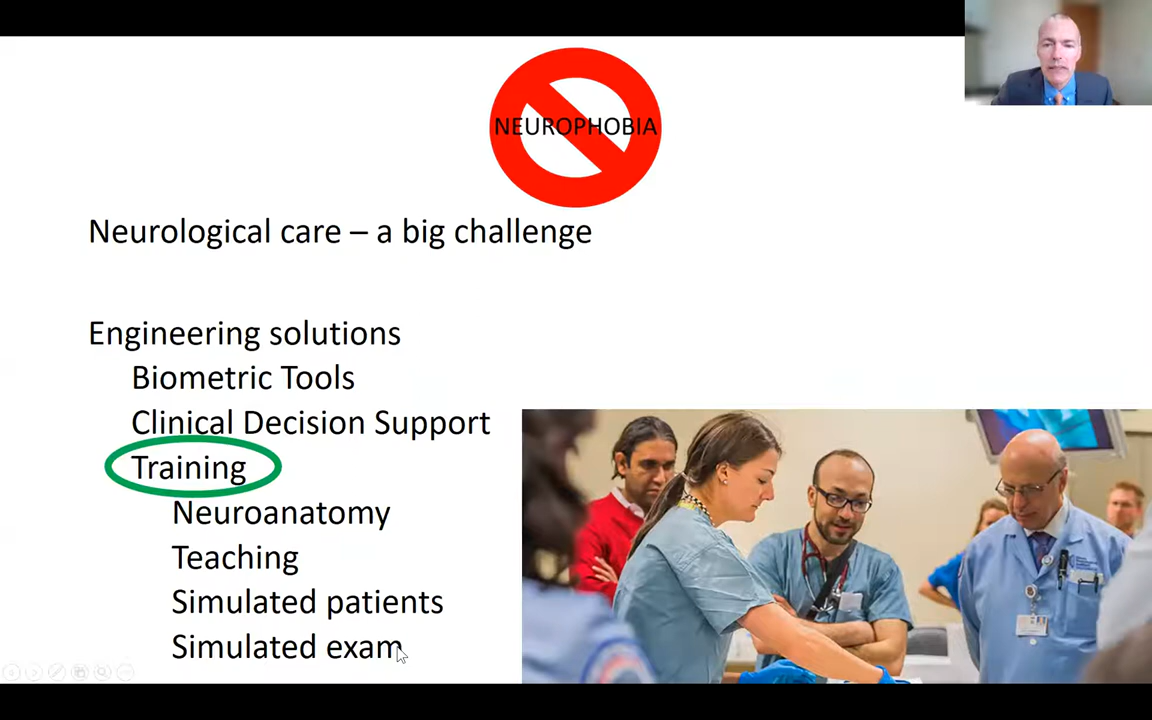 NEUROPHOBIA
Neurological care – a big challenge
Engineering solutions
Biometric Tools
Clinical Decision Support
Training
Neuroanatomy
Teaching
Simulated patients
Simulated exam